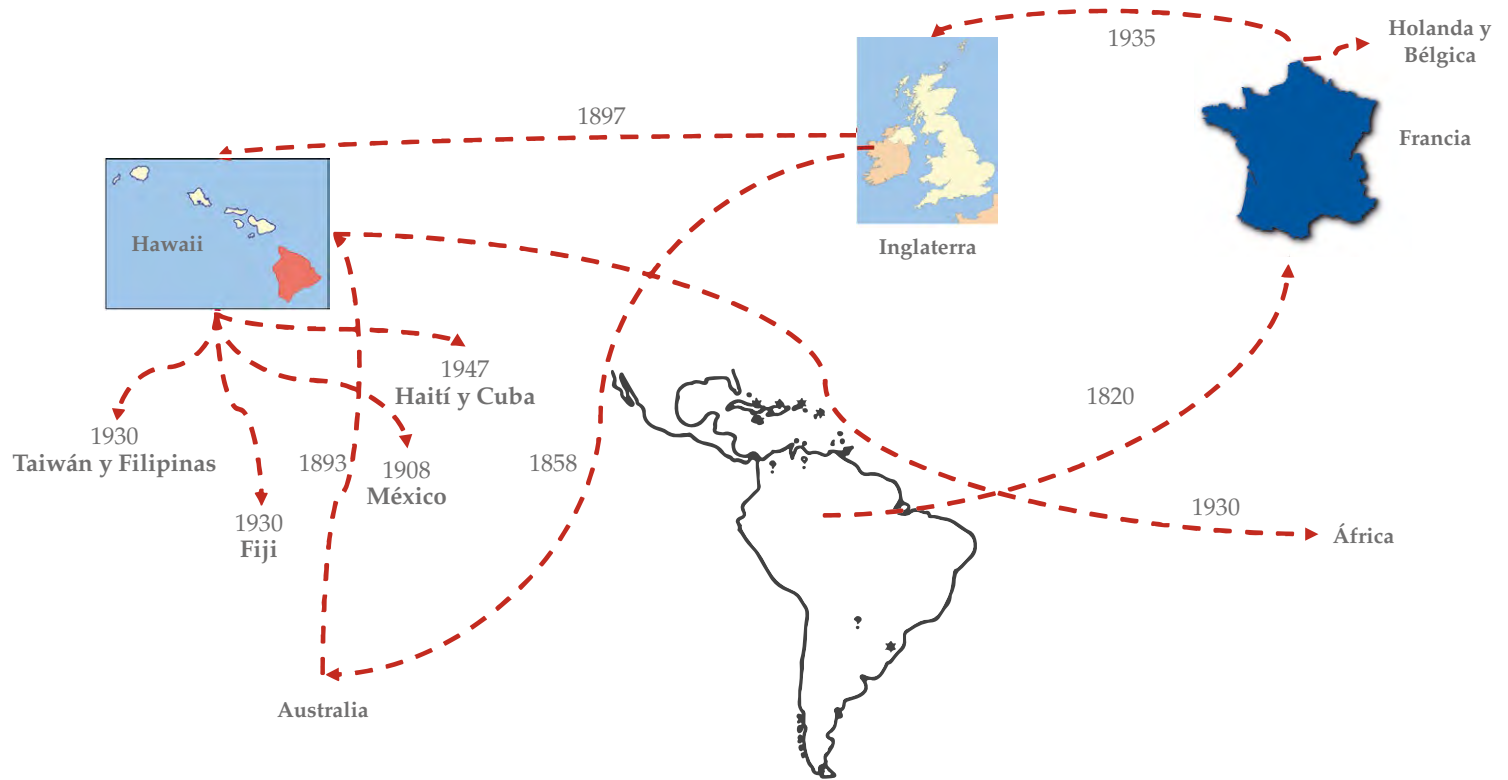 1935
Holanda y
Bélgica
1897
Francia
Hawaii
Inglaterra
1947
Haití y Cuba
1820
1930
Taiwán y Filipinas
1893
1908
México
1858
1930
Fiji
1930
África
Australia